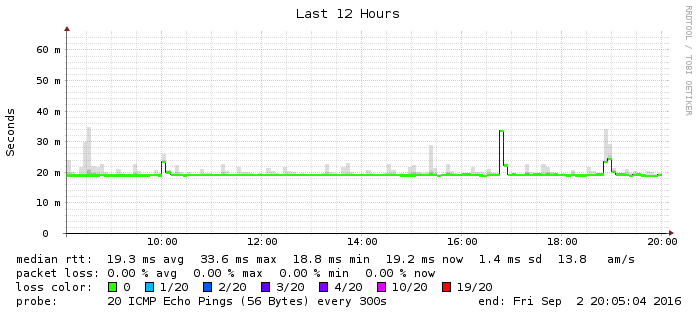 Last 12 Hours
RRDTOOL / TOBI OETIKER
Seconds
60 m
50 m
40 m
30 m
20 m
10 m
0
10:00 12:00 14:00 16:00 18:00 20:00
median rtt: 19.3 ms avg 33.6 ms max 18.8 ms min 19.2 ms now 1.4 ms sd 13.8 am/s
packet loss: 0.00 % avg 0.00 % max 0.00 % min 0.00 % now
loss color: 0 1/20 2/20 3/20 4/20 10/20 19/20
probe: 20 ICMP Echo Pings (56 Bytes) every 300s end: Fri Sep 2 20:05:04 2016